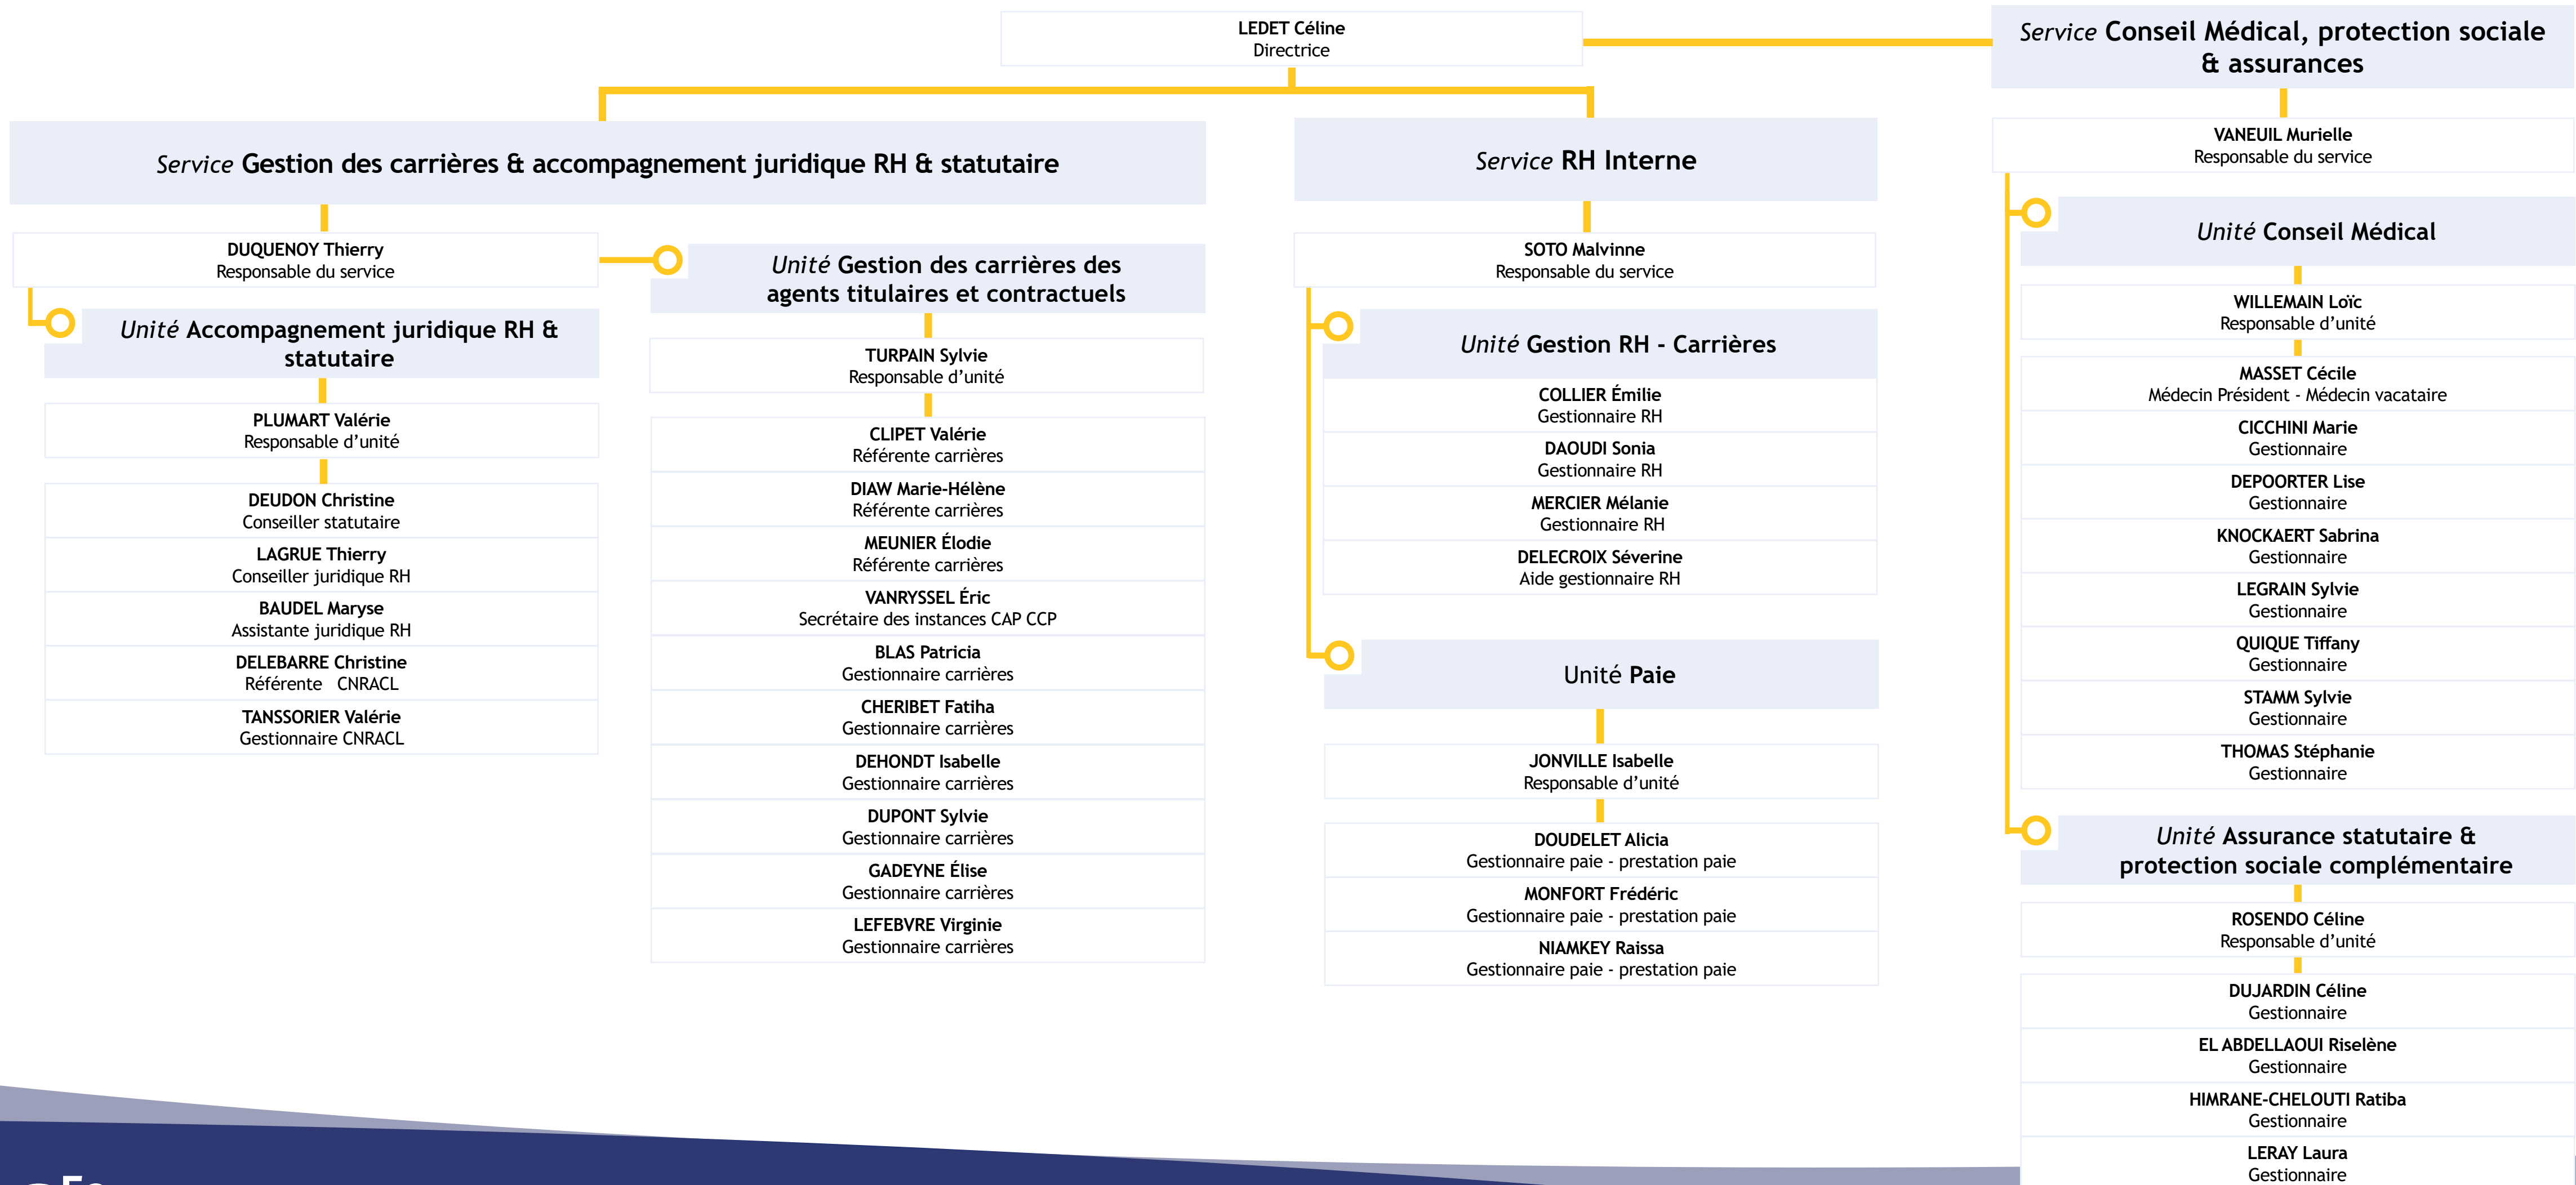 LEDET Céline
Directrice
Service Gestion des carrières & accompagnement juridique RH & statutaire
DUQUENOY Thierry
Responsable du service
Unité Accompagnement juridique RH &
statutaire
PLUMART Valérie
Responsable d’unité
DEUDON Christine
Conseiller statutaire
LAGRUE Thierry
Conseiller juridique RH
BAUDEL Maryse
Assistante juridique RH
DELEBARRE Christine
Référente CNRACL
TANSSORIER Valérie
Gestionnaire CNRACL
Unité Gestion des carrières des
agents titulaires et contractuels
TURPAIN Sylvie
Responsable d’unité
CLIPET Valérie
Référente carrières
DIAW Marie-Hélène
Référente carrières
MEUNIER Élodie
Référente carrières
VANRYSSEL Éric
Secrétaire des instances CAP CCP
BLAS Patricia
Gestionnaire carrières
CHERIBET Fatiha
Gestionnaire carrières
DEHONDT Isabelle
Gestionnaire carrières
DUPONT Sylvie
Gestionnaire carrières
GADEYNE Élise
Gestionnaire carrières
LEFEBVRE Virginie
Gestionnaire carrières
Service RH Interne
SOTO Malvinne
Responsable du service
Unité Gestion RH - Carrières
COLLIER Émilie
Gestionnaire RH
DAOUDI Sonia
Gestionnaire RH
MERCIER Mélanie
Gestionnaire RH
DELECROIX Séverine
Aide gestionnaire RH
Unité Paie
JONVILLE Isabelle
Responsable d’unité
DOUDELET Alicia
Gestionnaire paie - prestation paie
MONFORT Frédéric
Gestionnaire paie - prestation paie
NIAMKEY Raissa
Gestionnaire paie - prestation paie
Service Conseil Médical, protection sociale
& assurances
VANEUIL Murielle
Responsable du service
Unité Conseil Médical
WILLEMAIN Loïc
Responsable d’unité
MASSET Cécile
Médecin Président - Médecin vacataire
CICCHINI Marie
Gestionnaire
DEPOORTER Lise
Gestionnaire
KNOCKAERT Sabrina
Gestionnaire
LEGRAIN Sylvie
Gestionnaire
QUIQUE Tiffany
Gestionnaire
STAMM Sylvie
Gestionnaire
THOMAS Stéphanie
Gestionnaire
Unité Assurance statutaire &
protection sociale complémentaire
ROSENDO Céline
Responsable d’unité
DUJARDIN Céline
Gestionnaire
EL ABDELLAOUI Riselène
Gestionnaire
HIMRANE-CHELOUTI Ratiba
Gestionnaire
LERAY Laura
Gestionnaire